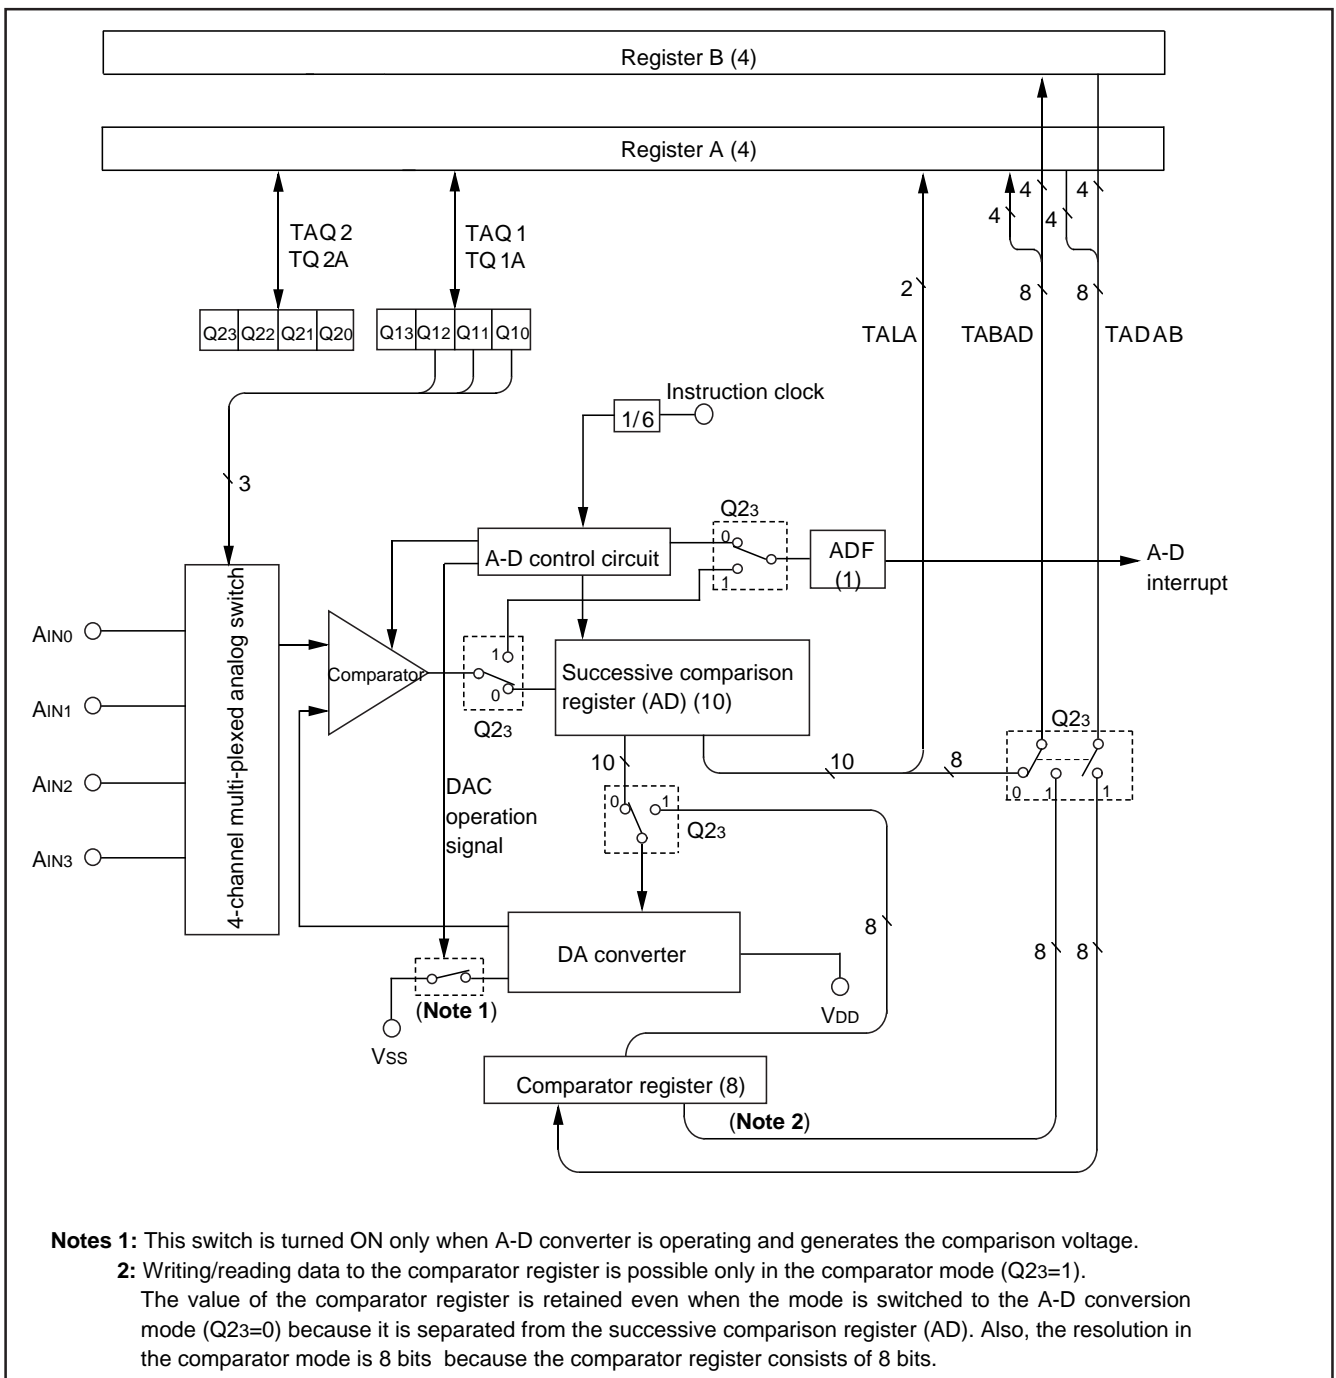 Register B (4)
Register A (4)
4
4
4
4
TAQ2
TQ2A
TAQ1
TQ1A
2
8
8
Q23 Q22 Q21 Q20
Q13 Q12 Q11 Q10
TALA
TABAD
TADAB
Instruction clock
1/6
3
Q23
0
1
A-D control circuit
ADF
(1)
A-D
interrupt
4-channel multi-plexed analog switch
AIN0
AIN1
AIN2
AIN3
Comparator
1
0
Q23
Successive comparison
register (AD) (10)
Q23
10
10
8
0
1
1
DAC
operation
signal
0
1
Q23
8
8
8
DA converter
(Note 1)
VSS
VDD
Comparator register (8)
(Note 2)
Notes 1: This switch is turned ON only when A-D converter is operating and generates the comparison voltage.
2: Writing/reading data to the comparator register is possible only in the comparator mode (Q23=1).
The value of the comparator register is retained even when the mode is switched to the A-D conversion
mode (Q23=0) because it is separated from the successive comparison register (AD). Also, the resolution in
the comparator mode is 8 bits because the comparator register consists of 8 bits.